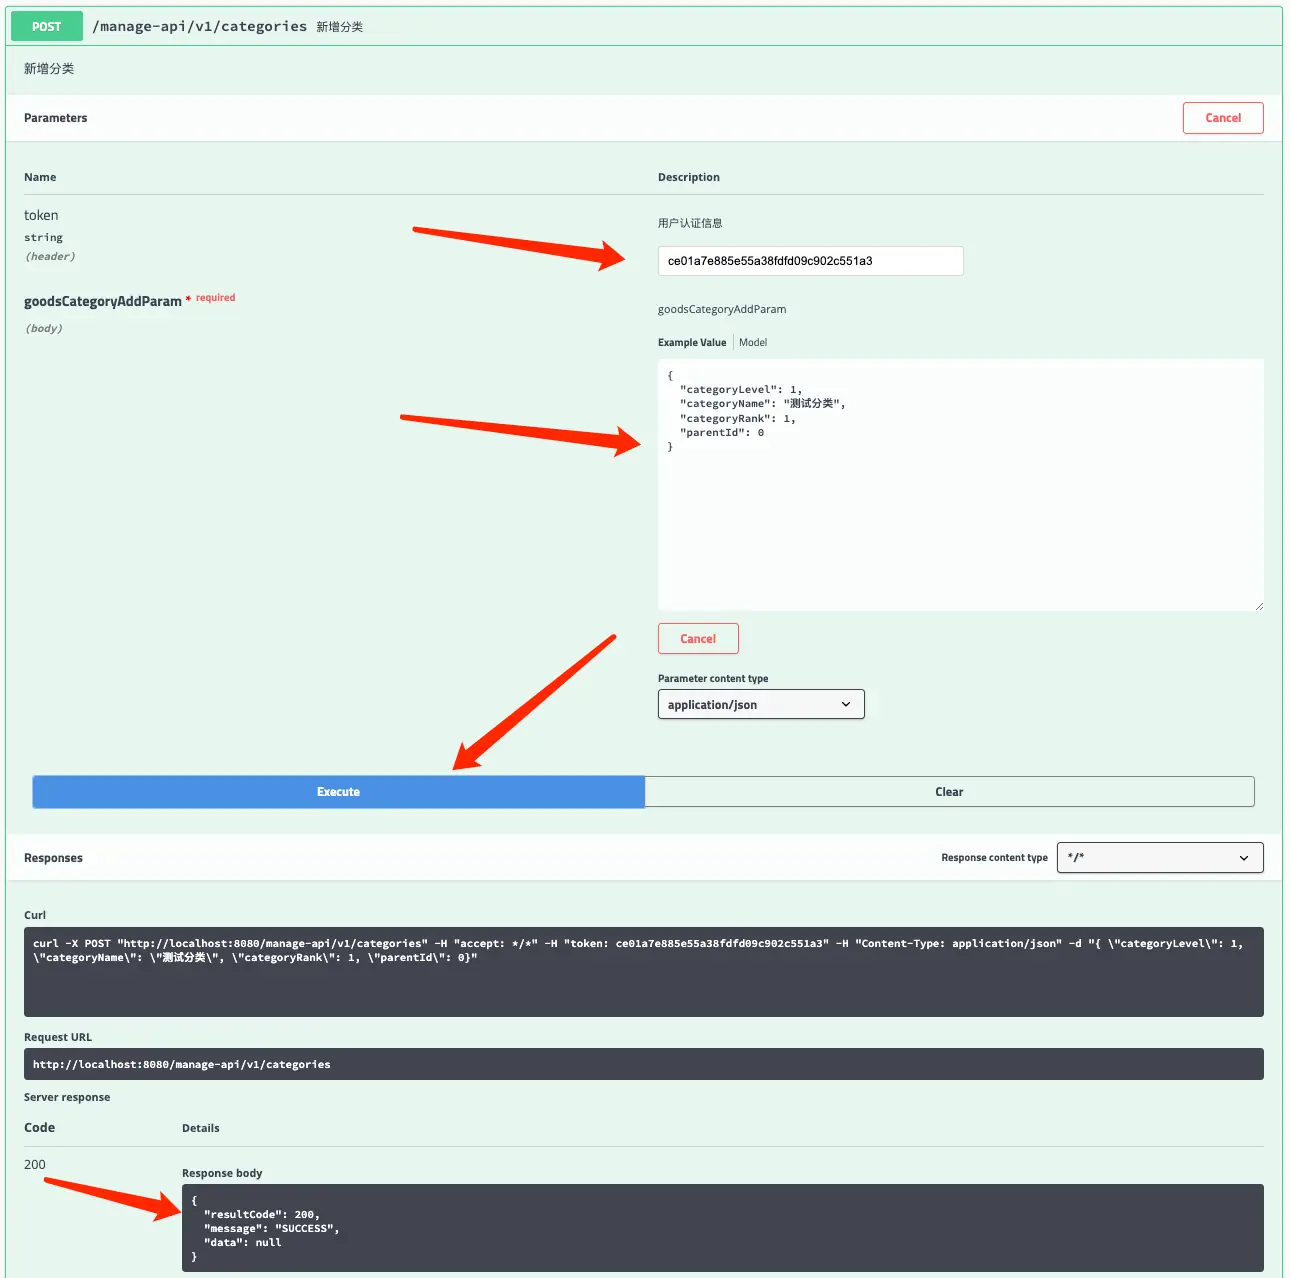 POST /manage-api/v1/categories 新增分类
新增分类
Parameters
Cancel
Name
Description
token
string
(header)
用户认证信息
ce01a7e885e55a38fdfd09c902c551a3
goodsCategoryAddParam * required
(body)
goodsCategoryAddParam
Example Value Model
{
"categoryLevel": 1,
"categoryName": "测试分类",
"categoryRank": 1,
"parentId": 0
}
Cancel
Parameter content type
application/json
Execute
Clear
Responses
Response content type */*
Curl
curl -X POST "http://localhost:8080/manage-api/v1/categories" -H "accept: */*" -H "token: ce01a7e885e55a38fdfd09c902c551a3" -H "Content-Type: application/json" -d "{ \"categoryLevel\": 1,
\"categoryName\": \"测试分类\", \"categoryRank\": 1, \"parentId\": 0}"
Request URL
http://localhost:8080/manage-api/v1/categories
Server response
Code
Details
200
Response body
{
"resultCode": 200,
"message": "SUCCESS",
"data": null
}